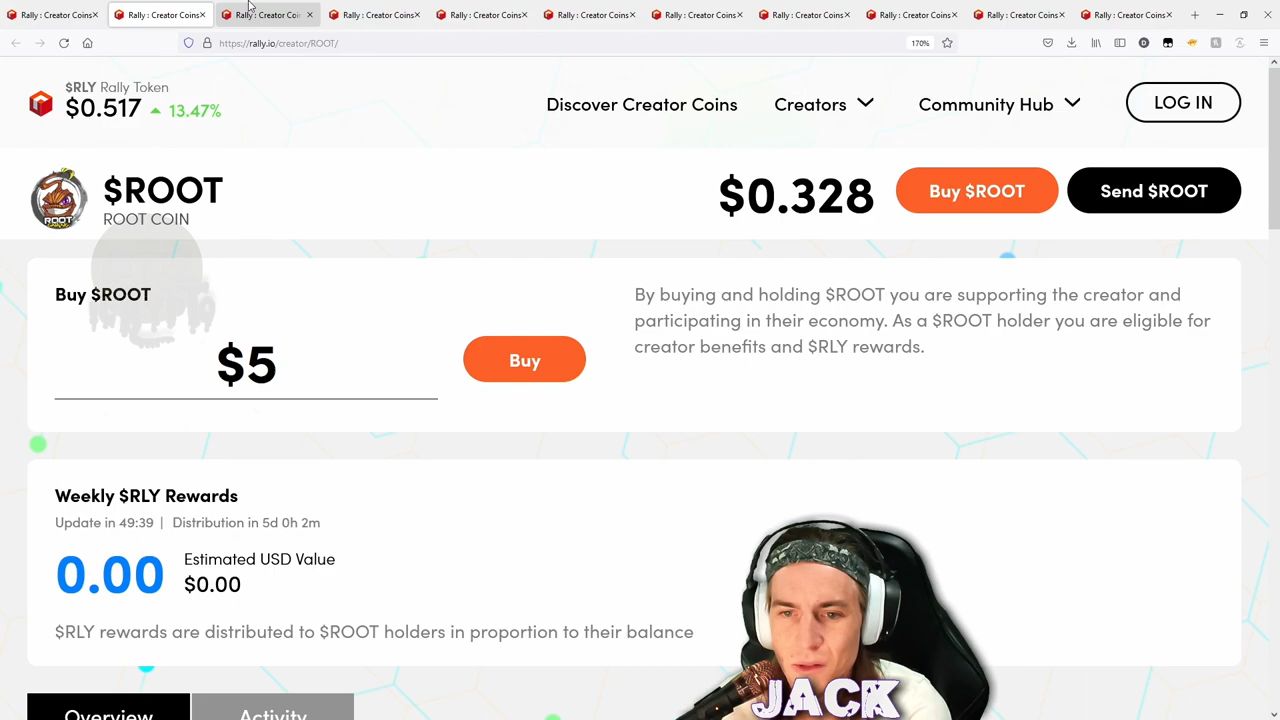 Rally : Creator Coins Rally : Creator Coins Rally : Creator Coin Rally : Creator Coins Rally : Creator Coins Rally : Creator Coins Rally : Creator Coins Rally : Creator Coins Rally : Creator Coins Rally : Creator Coins Rally : Creator Coins
https://rally.io/creator/ROOT/ 170%
$RLY Rally Token
$0.517 13.47%
Discover Creator Coins Creators Community Hub LOG IN
$ROOT
ROOT COIN
ROOT
$0.328 Buy $ROOT Send $ROOT
Buy $ROOT
$5
Buy
By buying and holding $ROOT you are supporting the creator and
participating in their economy. As a $ROOT holder you are eligible for
creator benefits and $RLY rewards.
Weekly $RLY Rewards
Update in 49:39 | Distribution in 5d 0h 2m
0.00
Estimated USD Value
$0.00
$RLY rewards are distributed to $ROOT holders in proportion to their balance
Overview Activity
JACK